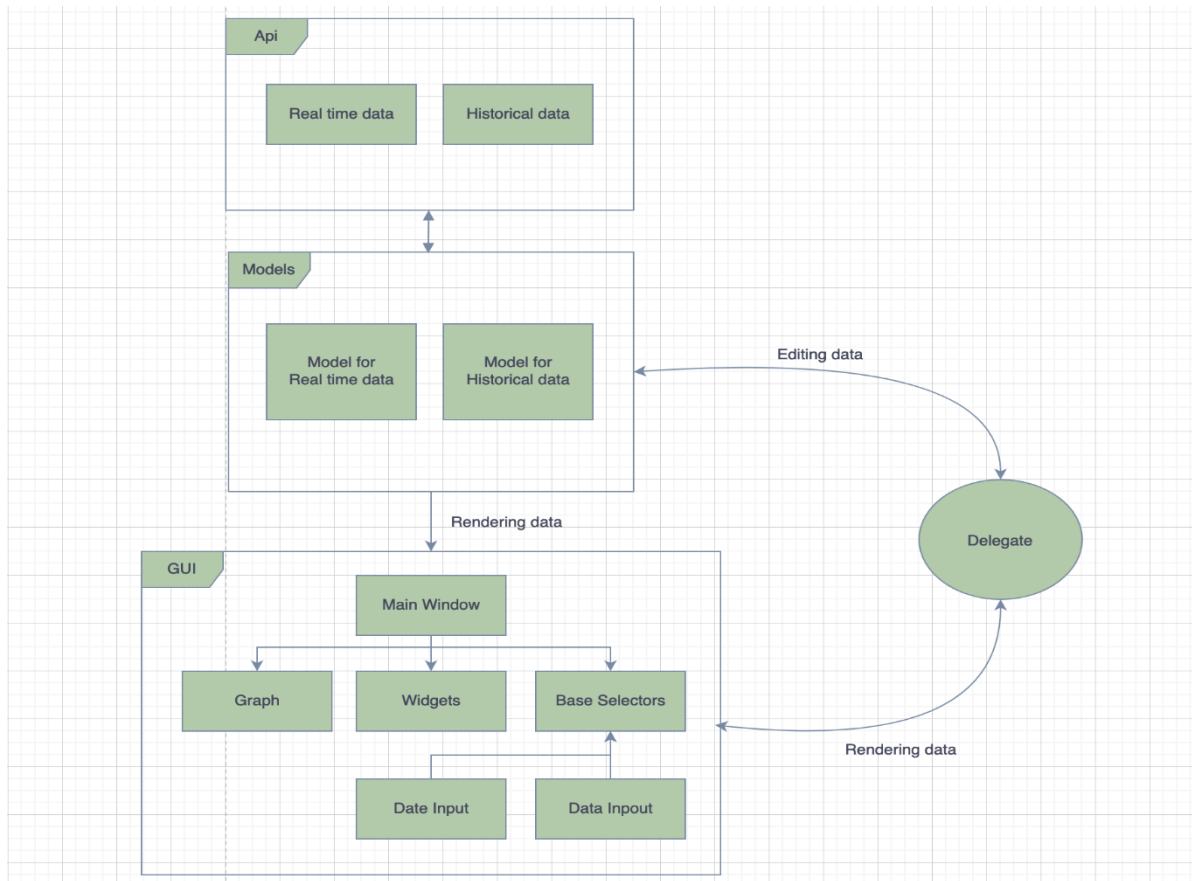 Api
Real time data
Historical data
Models
Model for
Real time data
Model for
Historical data
Editing data
Rendering data
Delegate
GUI
Main Window
Graph
Widgets
Base Selectors
Rendering data
Date Input
Data Inpout